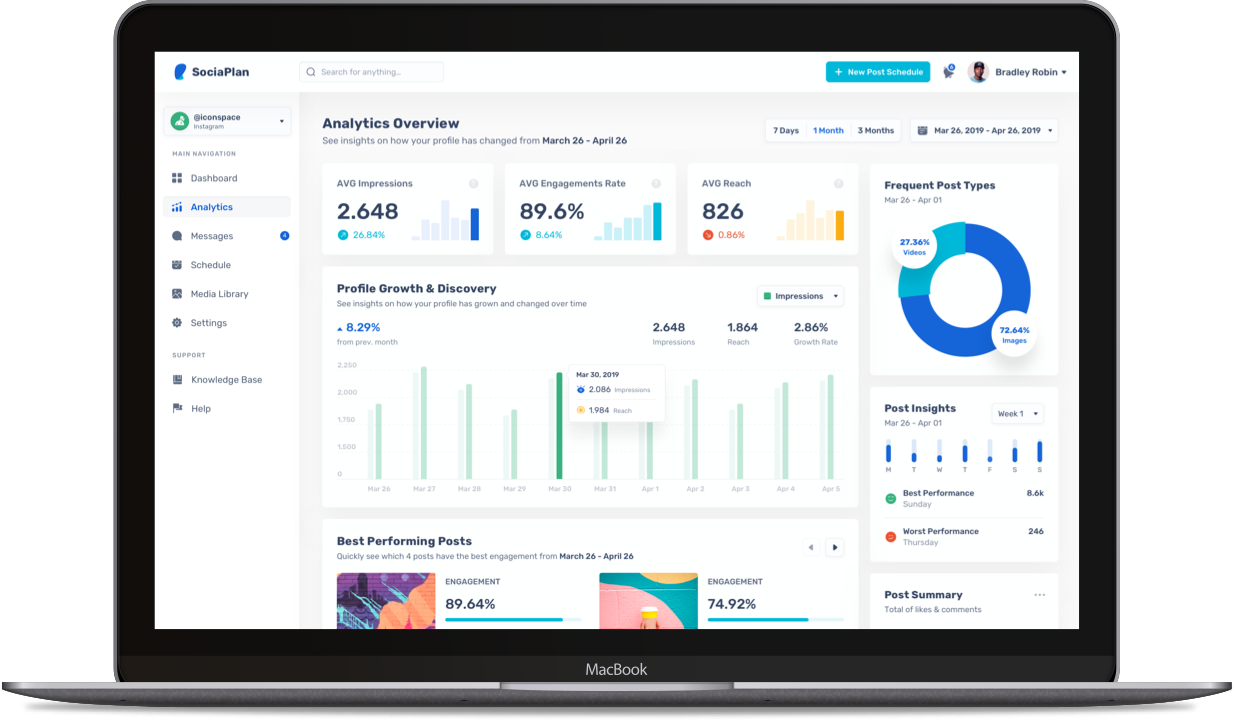 SociaPlan
Search for anything...
+ New Post Schedule
Bradley Robin
@iconspace
Instagram
MAIN NAVIGATION
Dashboard
Analytics
Messages
4
Schedule
Media Library
Settings
SUPPORT
Knowledge Base
Help
Analytics Overview
See insights on how your profile has changed from March 26 - April 26
7 Days 1 Month 3 Months
Mar 26, 2019 - Apr 26, 2019
AVG Impressions ?
2.648
26.84%
AVG Engagements Rate ?
89.6%
8.64%
AVG Reach ?
826
0.86%
Profile Growth & Discovery
See insights on how your profile has grown and changed over time
Impressions
8.29%
from prev. month
2.648 1.864 2.86%
Impressions Reach Growth Rate
2,250
2,000
1,750
1,500
0
Mar 30, 2019
2.086 Impressions
1.984 Reach
Mar 26 Mar 27 Mar 28 Mar 29 Mar 30 Mar 31 Apr 1 Apr 2 Apr 3 Apr 4 Apr 5
Best Performing Posts
Quickly see which 4 posts have the best engagement from March 26 - April 26
ENGAGEMENT
89.64%
ENGAGEMENT
74.92%
Frequent Post Types
Mar 26 - Apr 01
27.36%
Videos
72.64%
Images
Post Insights
Mar 26 - Apr 01
Week 1
M T W T F S S
Best Performance 8.6k
Sunday
Worst Performance 246
Thursday
Post Summary
Total of likes & comments
MacBook